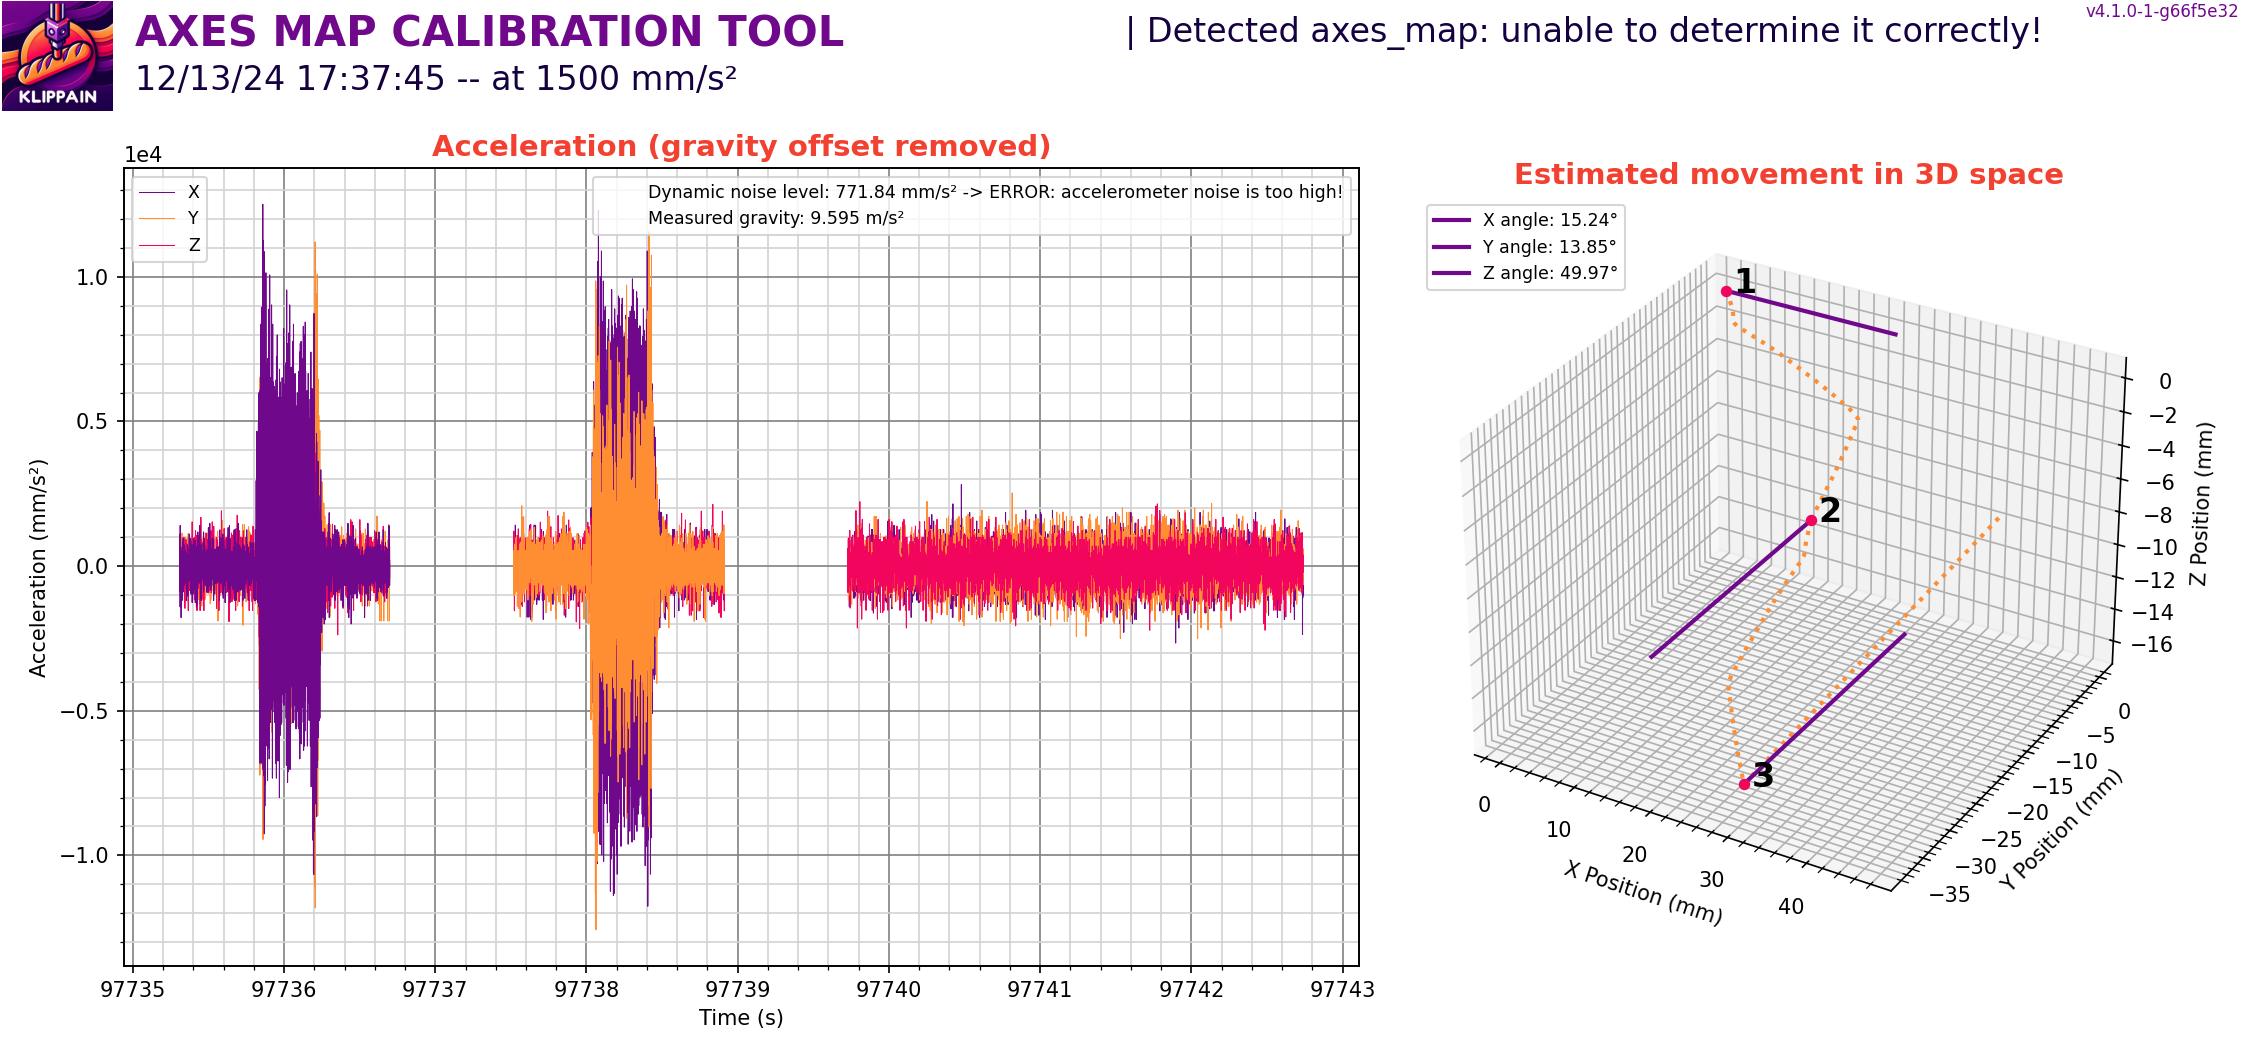 KLIPPAIN
AXES MAP CALIBRATION TOOL
12/13/24 17:37:45 -- at 1500 mm/s²
| Detected axes_map: unable to determine it correctly!
v4.1.0-1-g66f5e32
Acceleration (gravity offset removed)
1e4
X
Y
Z
Dynamic noise level: 771.84 mm/s² -> ERROR: accelerometer noise is too high!
Measured gravity: 9.595 m/s²
1.0
0.5
0.0
−0.5
−1.0
Acceleration (mm/s²)
97735 97736 97737 97738 97739 97740 97741 97742 97743
Time (s)
Estimated movement in 3D space
X angle: 15.24°
Y angle: 13.85°
Z angle: 49.97°
1
2
3
0
−2
−4
−6
−8
−10
−12
−14
−16
Z Position (mm)
0
−5
−10
−15
−20
−25
−30
−35
Y Position (mm)
0
10
20
30
40
X Position (mm)